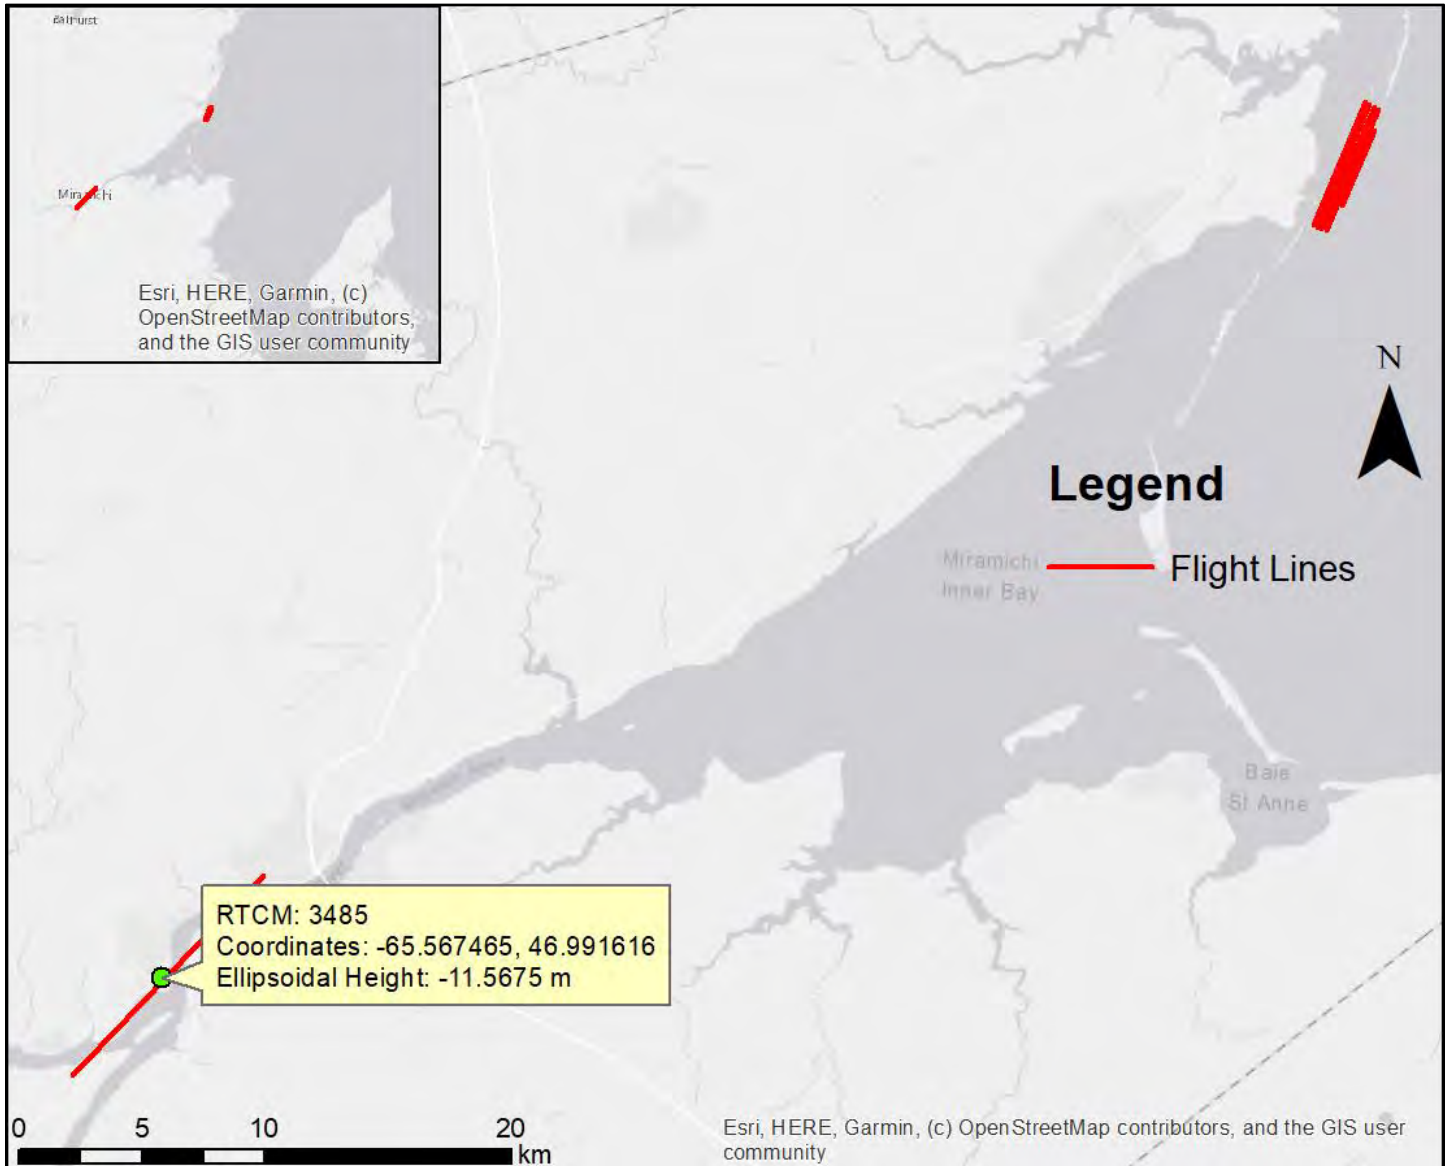 Bathurst
Miramichi
Esri, HERE, Garmin, (c)
OpenStreetMap contributors,
and the GIS user community
N
Legend
Flight Lines
Miramichi
Inner Bay
Baie
St Anne
RTCM: 3485
Coordinates: -65.567465, 46.991616
Ellipsoidal Height: -11.5675 m
0 5 10 20
km
Esri, HERE, Garmin, (c) OpenStreetMap contributors, and the GIS user
community